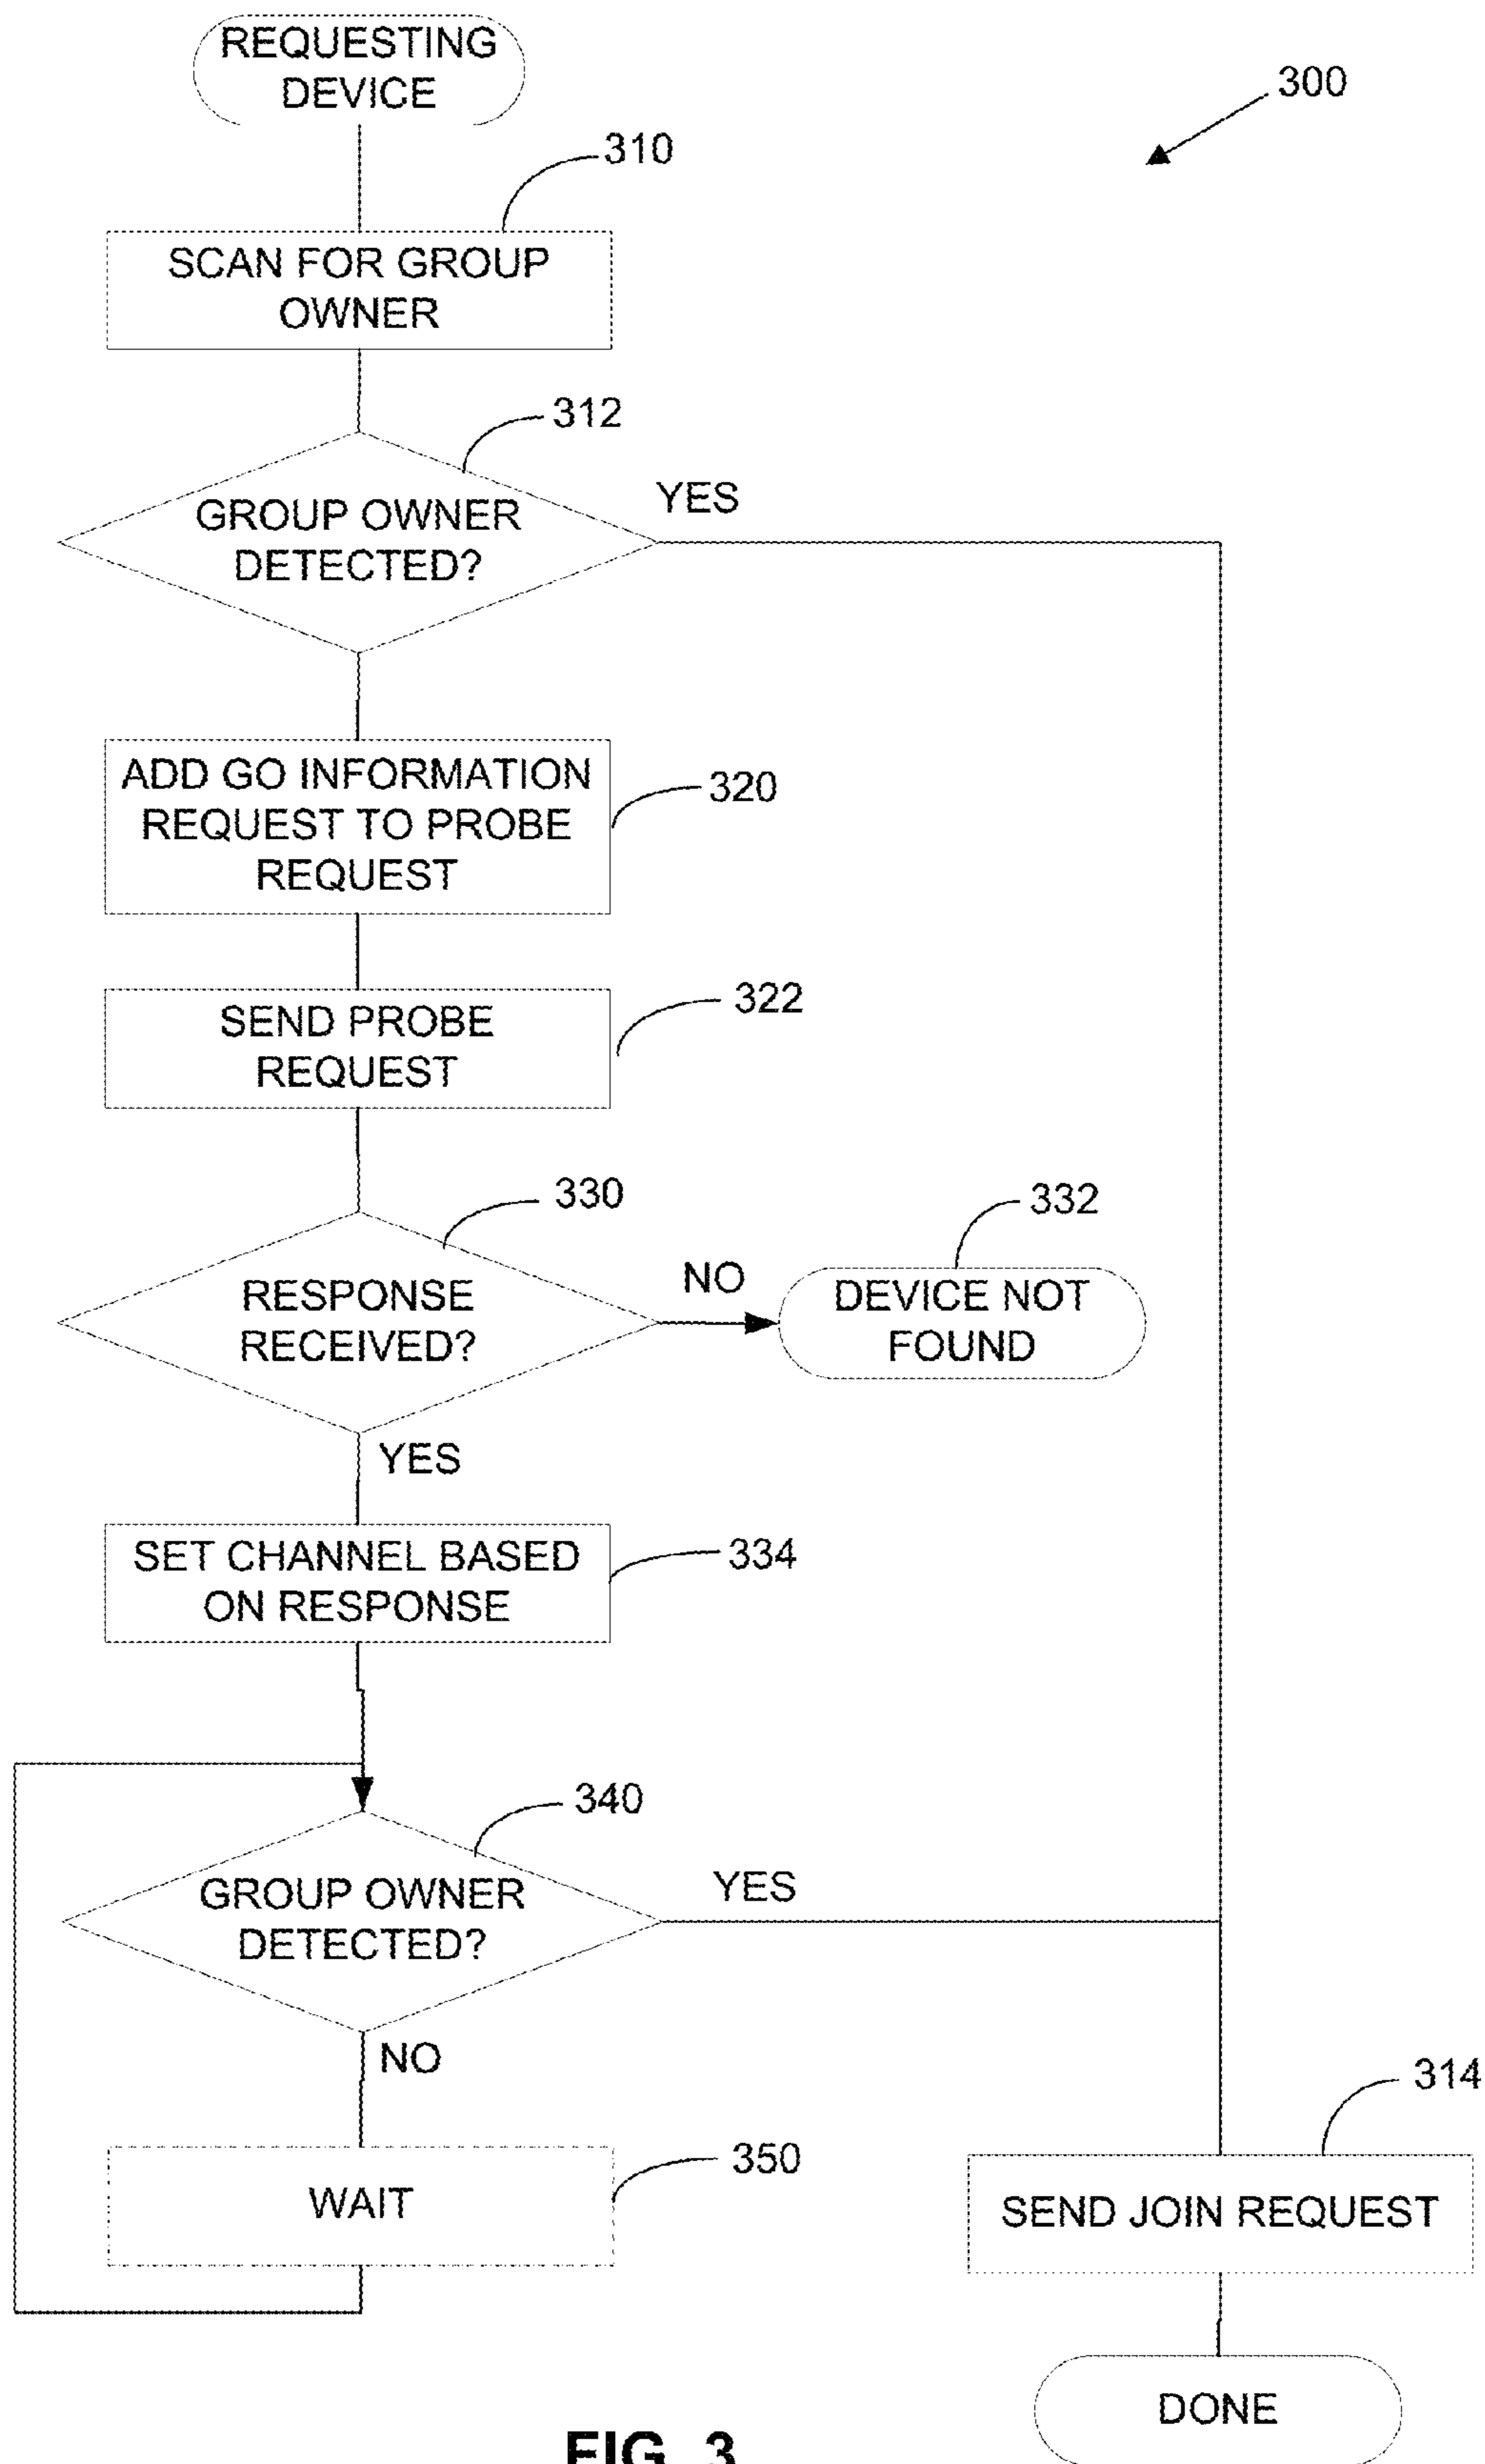 REQUESTING
DEVICE
300
310
SCAN FOR GROUP
OWNER
312
GROUP OWNER
DETECTED?
YES
ADD GO INFORMATION
REQUEST TO PROBE
REQUEST
320
SEND PROBE
REQUEST
322
330
RESPONSE
RECEIVED?
NO
332
DEVICE NOT
FOUND
YES
SET CHANNEL BASED
ON RESPONSE
334
340
GROUP OWNER
DETECTED?
YES
NO
WAIT
350
314
SEND JOIN REQUEST
DONE
FIG. 3